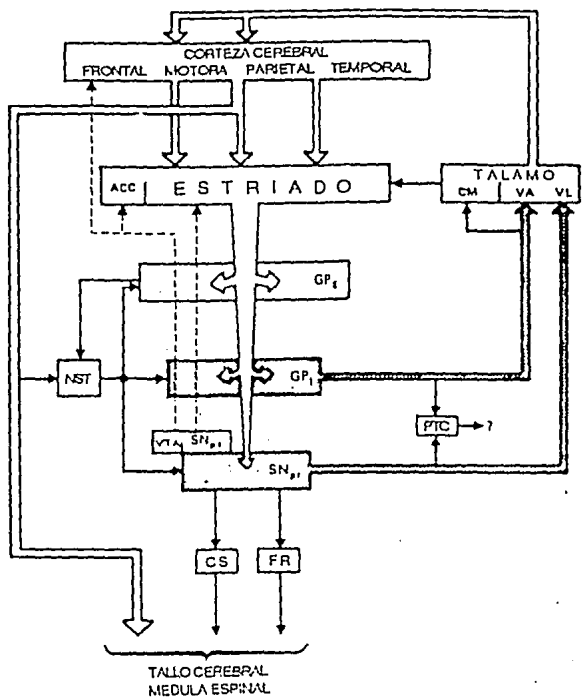 CORTEZA CEREBRAL
FRONTAL MOTORA PARIETAL TEMPORAL
ACC ESTRIADO
TALAMO
CM VA VL
GPe
NST
GPi
PTC ?
VTA SNpc
SNpr
CS FR
TALLO CEREBRAL
MEDULA ESPINAL